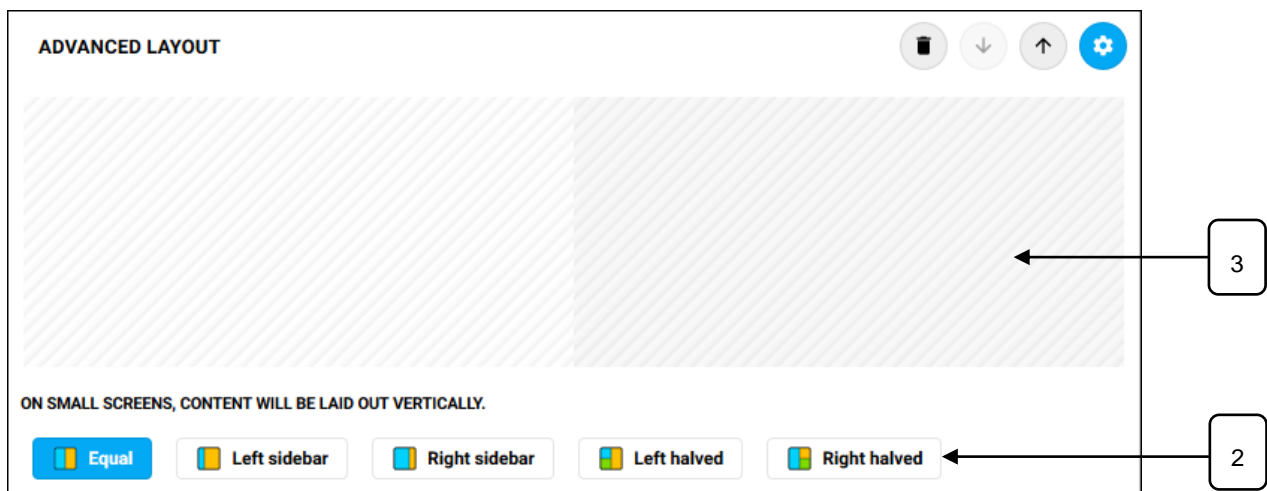 ADVANCED LAYOUT
3
ON SMALL SCREENS, CONTENT WILL BE LAID OUT VERTICALLY.
Equal Left sidebar Right sidebar Left halved Right halved 2